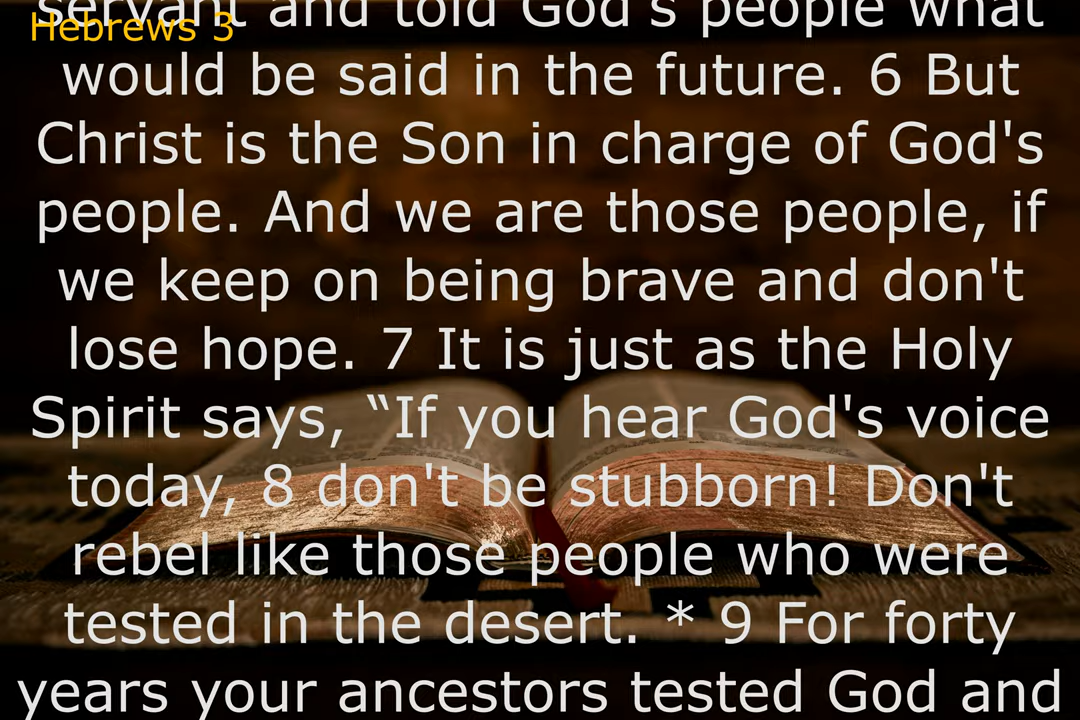 servant and told God's people what
Hebrews 3
would be said in the future. 6 But
Christ is the Son in charge of God's
people. And we are those people, if
we keep on being brave and don't
lose hope. 7 It is just as the Holy
Spirit says, “If you hear God's voice
today, 8 don't be stubborn! Don't
rebel like those people who were
tested in the desert. * 9 For forty
years your ancestors tested God and